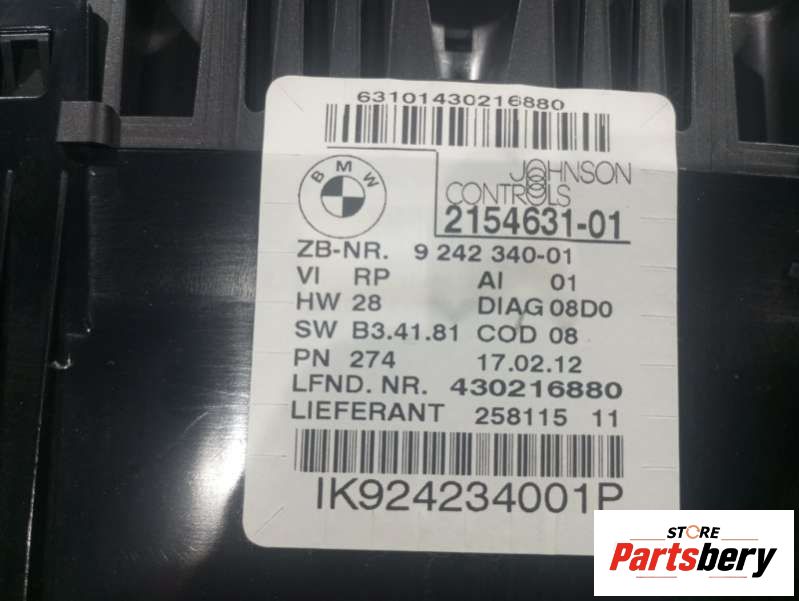 63101430216880
BMW
JOHNSON
CONTROLS
2154631-01
ZB-NR. 9 242 340-01
VI RP AI 01
HW 28 DIAG 08D0
SW B3.41.81 COD 08
PN 274 17.02.12
LFND. NR. 430216880
LIEFERANT 258115 11
IK924234001P
STORE
Partsbery